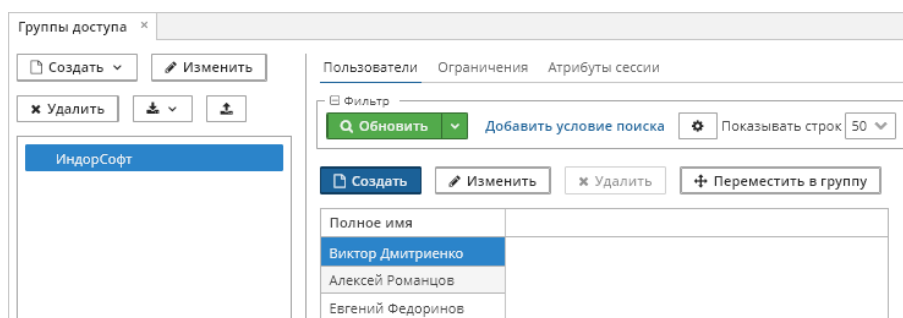 Группы доступа ×
Создать
Изменить
Удалить
ИндорСофт
Пользователи Ограничения Атрибуты сессии
Фильтр
Обновить Добавить условие поиска Показывать строк 50
Создать Изменить Удалить Переместить в группу
Полное имя
Виктор Дмитриенко
Алексей Романцов
Евгений Федоринов